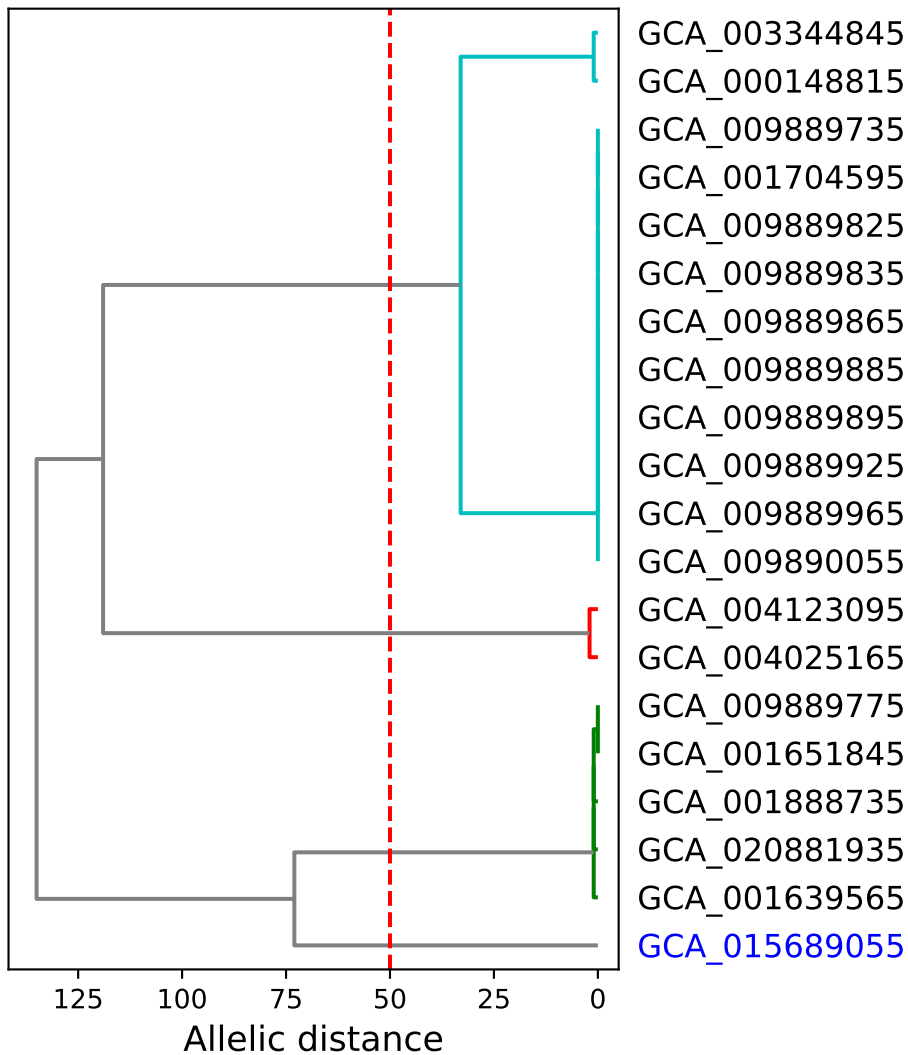 GCA_003344845
GCA_000148815
GCA_009889735
GCA_001704595
GCA_009889825
GCA_009889835
GCA_009889865
GCA_009889885
GCA_009889895
GCA_009889925
GCA_009889965
GCA_009890055
GCA_004123095
GCA_004025165
GCA_009889775
GCA_001651845
GCA_001888735
GCA_020881935
GCA_001639565
GCA_015689055
125 100 75 50 25 0
Allelic distance